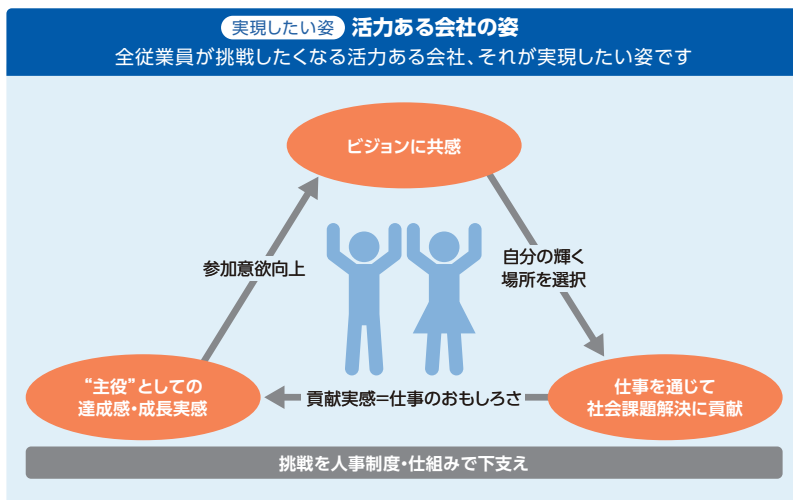 実現したい姿 活力ある会社の姿
全従業員が挑戦したくなる活力ある会社、それが実現したい姿です
ビジョンに共感
参加意欲向上
自分の輝く
場所を選択
“主役”としての
達成感・成長実感
貢献実感=仕事のおもしろさ
仕事を通じて
社会課題解決に貢献
挑戦を人事制度・仕組みで下支え